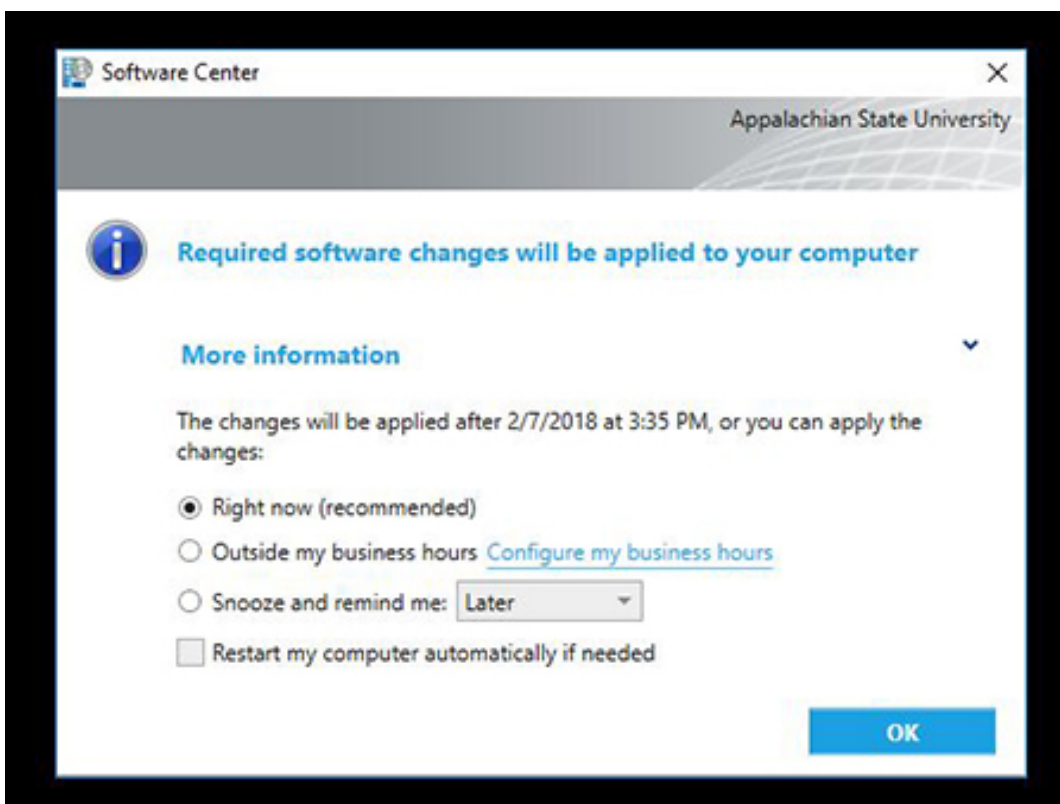 Software Center
Appalachian State University
Required software changes will be applied to your computer
More information
The changes will be applied after 2/7/2018 at 3:35 PM, or you can apply the
changes:
Right now (recommended)
Outside my business hours Configure my business hours
Snooze and remind me: Later
Restart my computer automatically if needed
OK